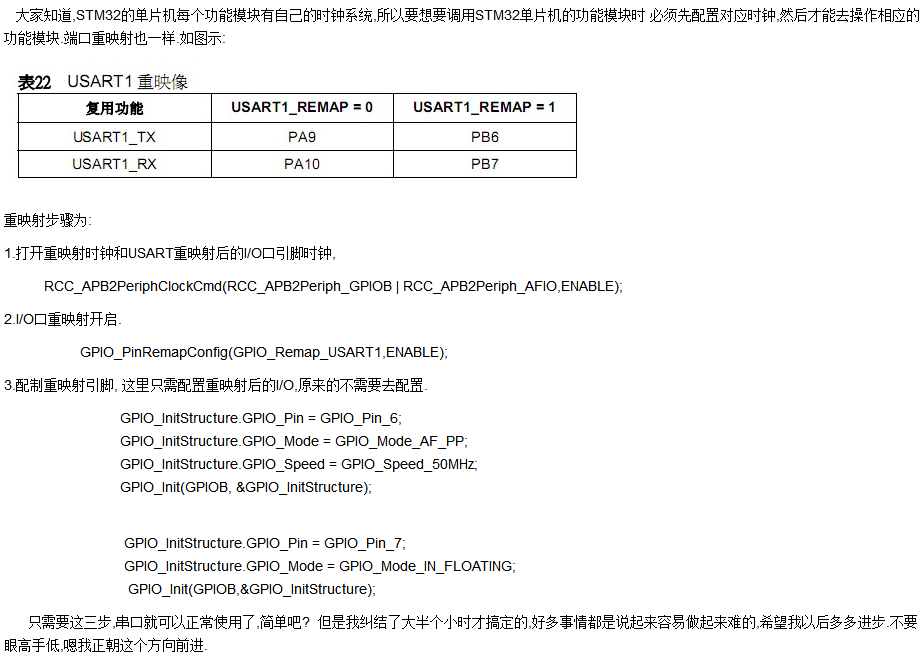 大家知道,STM32的单片机每个功能模块有自己的时钟系统,所以要想要调用STM32单片机的功能模块时 必须先配置对应时钟,然后才能去操作相应的
功能模块.端口重映射也一样.如图示:
表22 USART1 重映像
复用功能 USART1_REMAP = 0 USART1_REMAP = 1
USART1_TX PA9 PB6
USART1_RX PA10 PB7
重映射步骤为:
1.打开重映射时钟和USART重映射后的I/O口引脚时钟,
RCC_APB2PeriphClockCmd(RCC_APB2Periph_GPIOB | RCC_APB2Periph_AFIO,ENABLE);
2.I/O口重映射开启.
GPIO_PinRemapConfig(GPIO_Remap_USART1,ENABLE);
3.配制重映射引脚, 这里只需配置重映射后的I/O,原来的不需要去配置.
GPIO_InitStructure.GPIO_Pin = GPIO_Pin_6;
GPIO_InitStructure.GPIO_Mode = GPIO_Mode_AF_PP;
GPIO_InitStructure.GPIO_Speed = GPIO_Speed_50MHz;
GPIO_Init(GPIOB, &GPIO_InitStructure);
GPIO_InitStructure.GPIO_Pin = GPIO_Pin_7;
GPIO_InitStructure.GPIO_Mode = GPIO_Mode_IN_FLOATING;
GPIO_Init(GPIOB,&GPIO_InitStructure);
只需要这三步,串口就可以正常使用了,简单吧? 但是我纠结了大半个小时才搞定的,好多事情都是说起来容易做起来难的,希望我以后多多进步.不要
眼高手低,嗯我正朝这个方向前进.